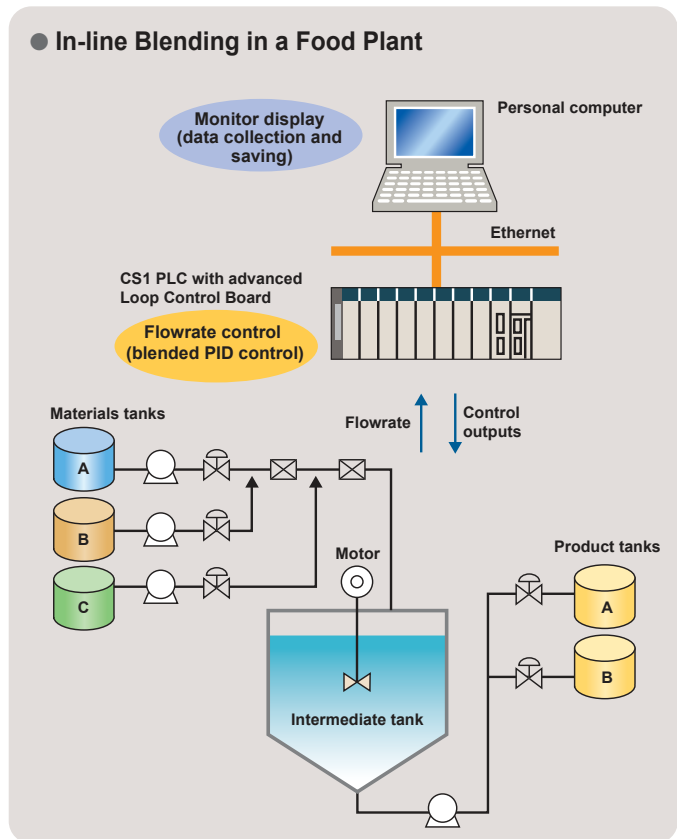 In-line Blending in a Food Plant
Monitor display
(data collection and
saving)
Personal computer
Ethernet
CS1 PLC with advanced
Loop Control Board
Flowrate control
(blended PID control)
Flowrate
Control
outputs
Materials tanks
A
B
C
Motor
Intermediate tank
Product tanks
A
B